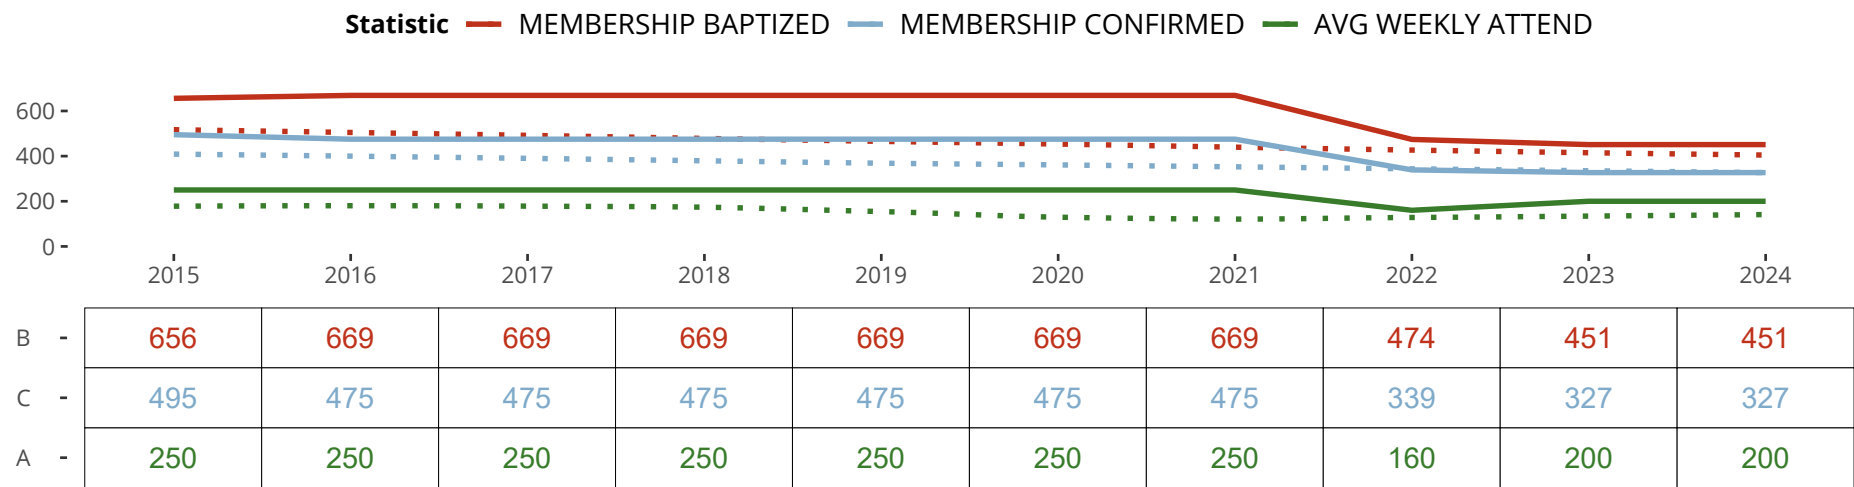 Statistic MEMBERSHIP BAPTIZED MEMBERSHIP CONFIRMED AVG WEEKLY ATTEND
600
400
200
0
2015 2016 2017 2018 2019 2020 2021 2022 2023 2024
B 656 669 669 669 669 669 669 474 451 451
C 495 475 475 475 475 475 475 339 327 327
A 250 250 250 250 250 250 250 160 200 200